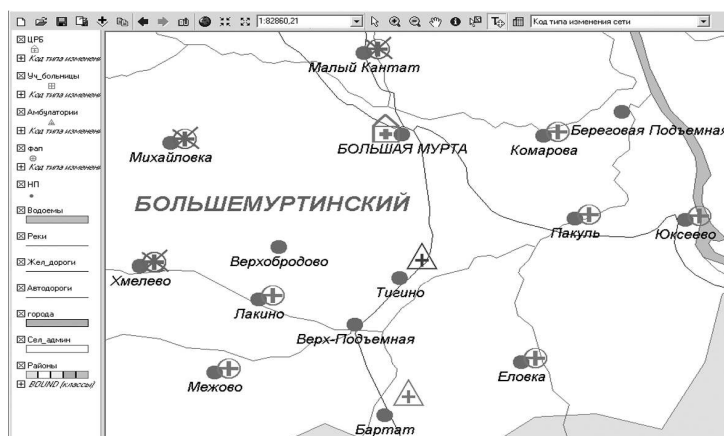 1:82860,21
Код типа изменения сети
ЦРБ
Код типа изменени
Уч_больницы
Код типа изменени
Амбулатории
Код типа изменени
Фап
Код типа изменени
НП
Водоемы
Реки
Жел_дороги
Автодороги
города
Сел_админ
Районы
BOUND (классы)
Малый Кантат
Михайловка
БОЛЬШАЯ МУРТА
Комарова
Береговая Подъемная
БОЛЬШЕМУРТИНСКИЙ
Пакуль
Юксеево
Верхобродово
Хмелево
Тигино
Лакино
Верх-Подъемная
Межово
Еловка
Бартат